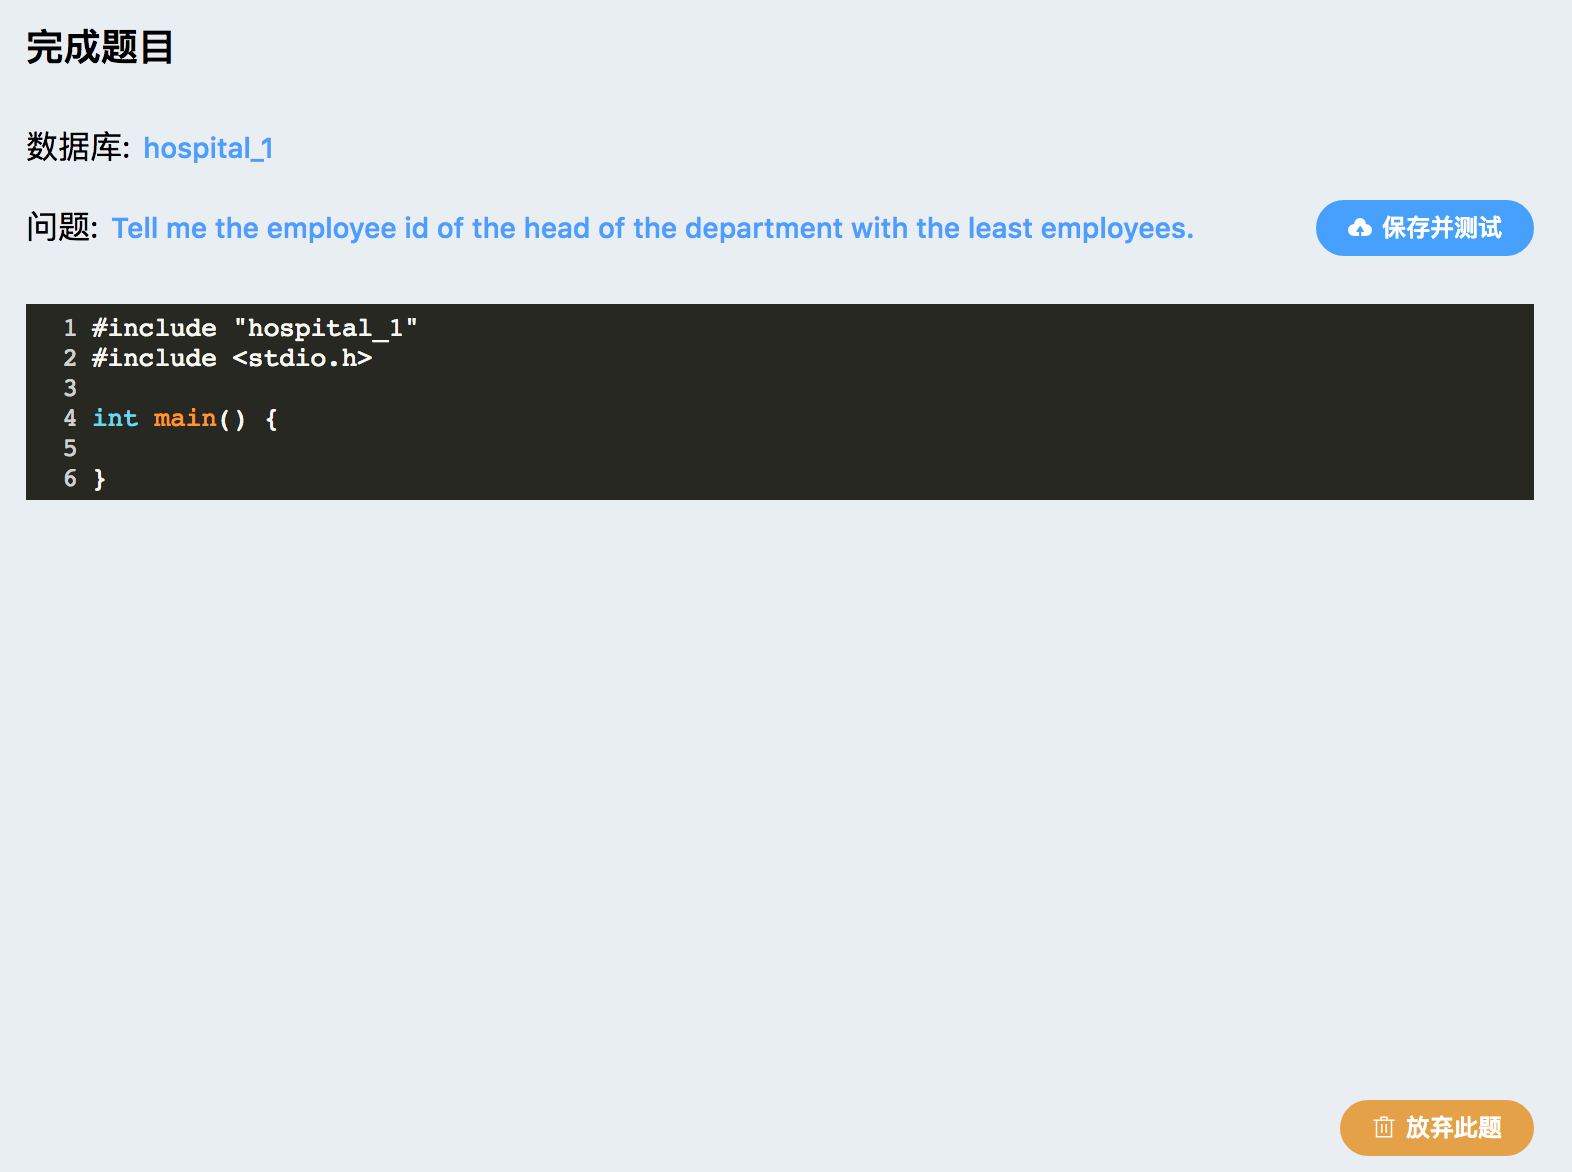 完成题目
数据库: hospital_1
问题: Tell me the employee id of the head of the department with the least employees.
保存并测试
1 #include "hospital_1"
2 #include <stdio.h>
3
4 int main() {
5
6 }
放弃此题